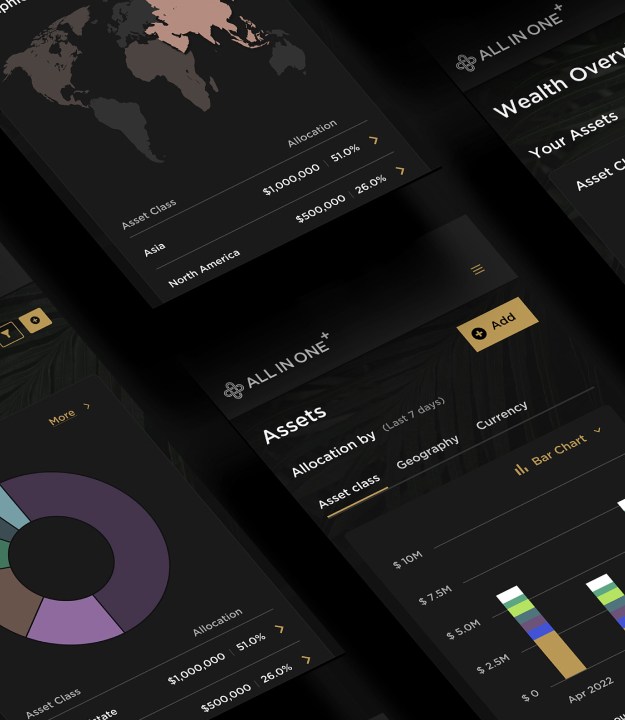 Allocation
Asset Class
Asia
$1,000,000 51.0%
North America
$500,000 26.0%
ALL IN ONE+
Wealth
Your Assets
Asset
More
Allocation
Asset Class
$1,000,000 51.0%
$500,000 26.0%
ALL IN ONE+
Add
Assets
Allocation by (Last 7 days)
Asset class Geography Currency
Bar Chart
$ 10M
$ 7.5M
$ 5.0M
$ 2.5M
$ 0
Apr 2022